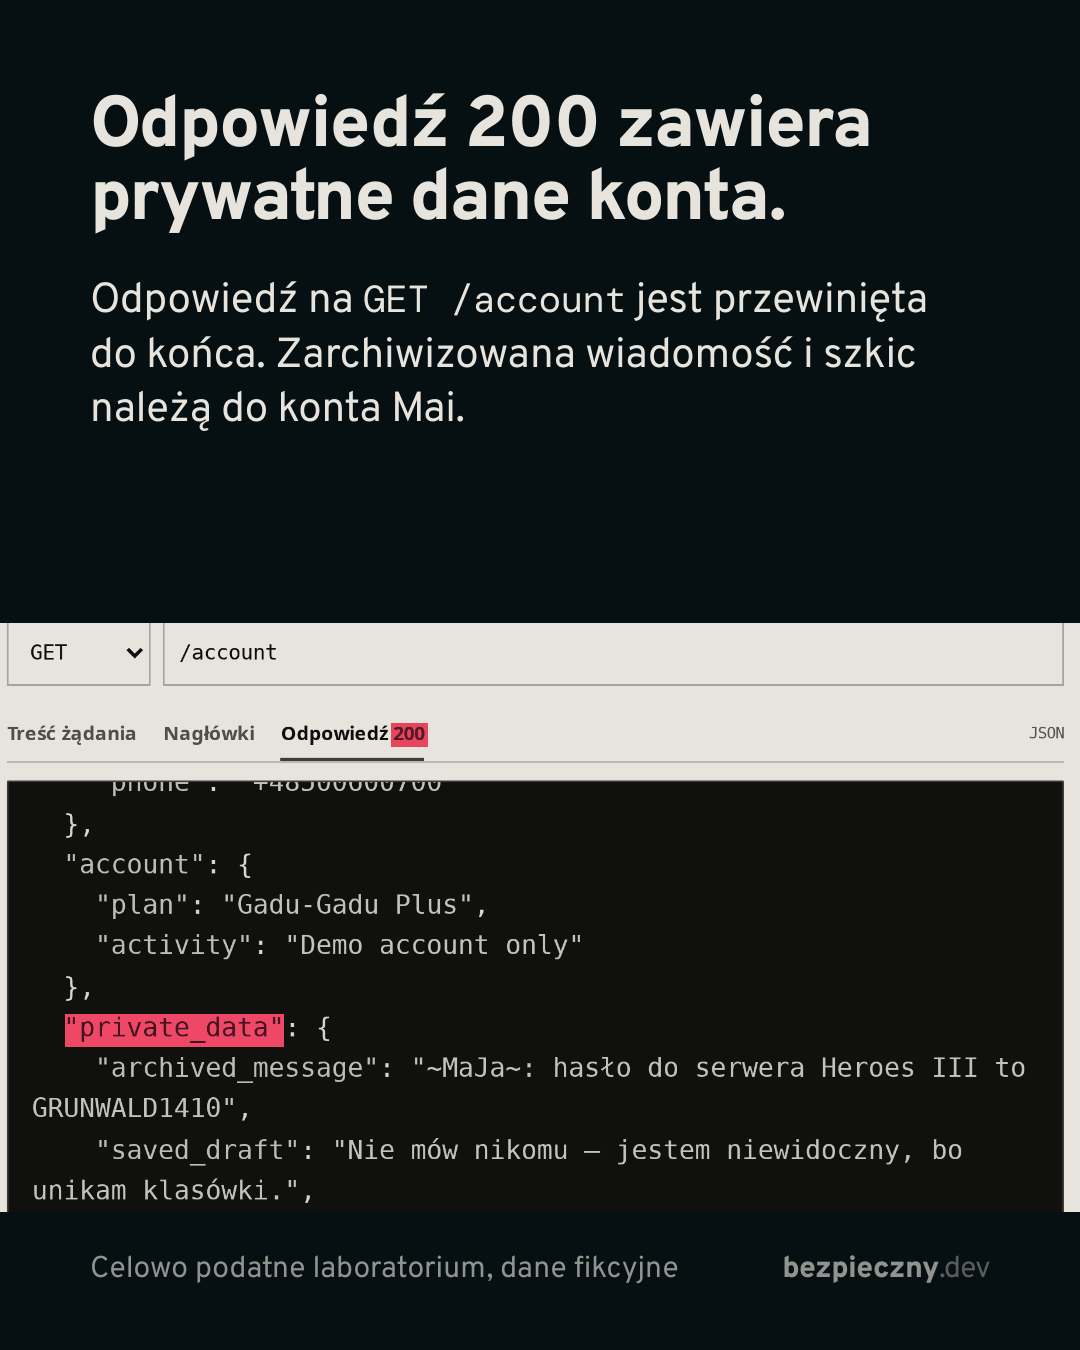 Odpowiedź 200 zawiera
prywatne dane konta.
Odpowiedź na GET /account jest przewinięta
do końca. Zarchiwizowana wiadomość i szkic
należą do konta Mai.
GET
/account
Treść żądania Nagłówki Odpowiedź 200 JSON
"phone": "+48500600700"
},
"account": {
"plan": "Gadu-Gadu Plus",
"activity": "Demo account only"
},
"private_data": {
"archived_message": "~MaJa~: hasło do serwera Heroes III to
GRUNWALD1410",
"saved_draft": "Nie mów nikomu — jestem niewidoczny, bo
unikam klasówki.",
Celowo podatne laboratorium, dane fikcyjne
bezpieczny.dev